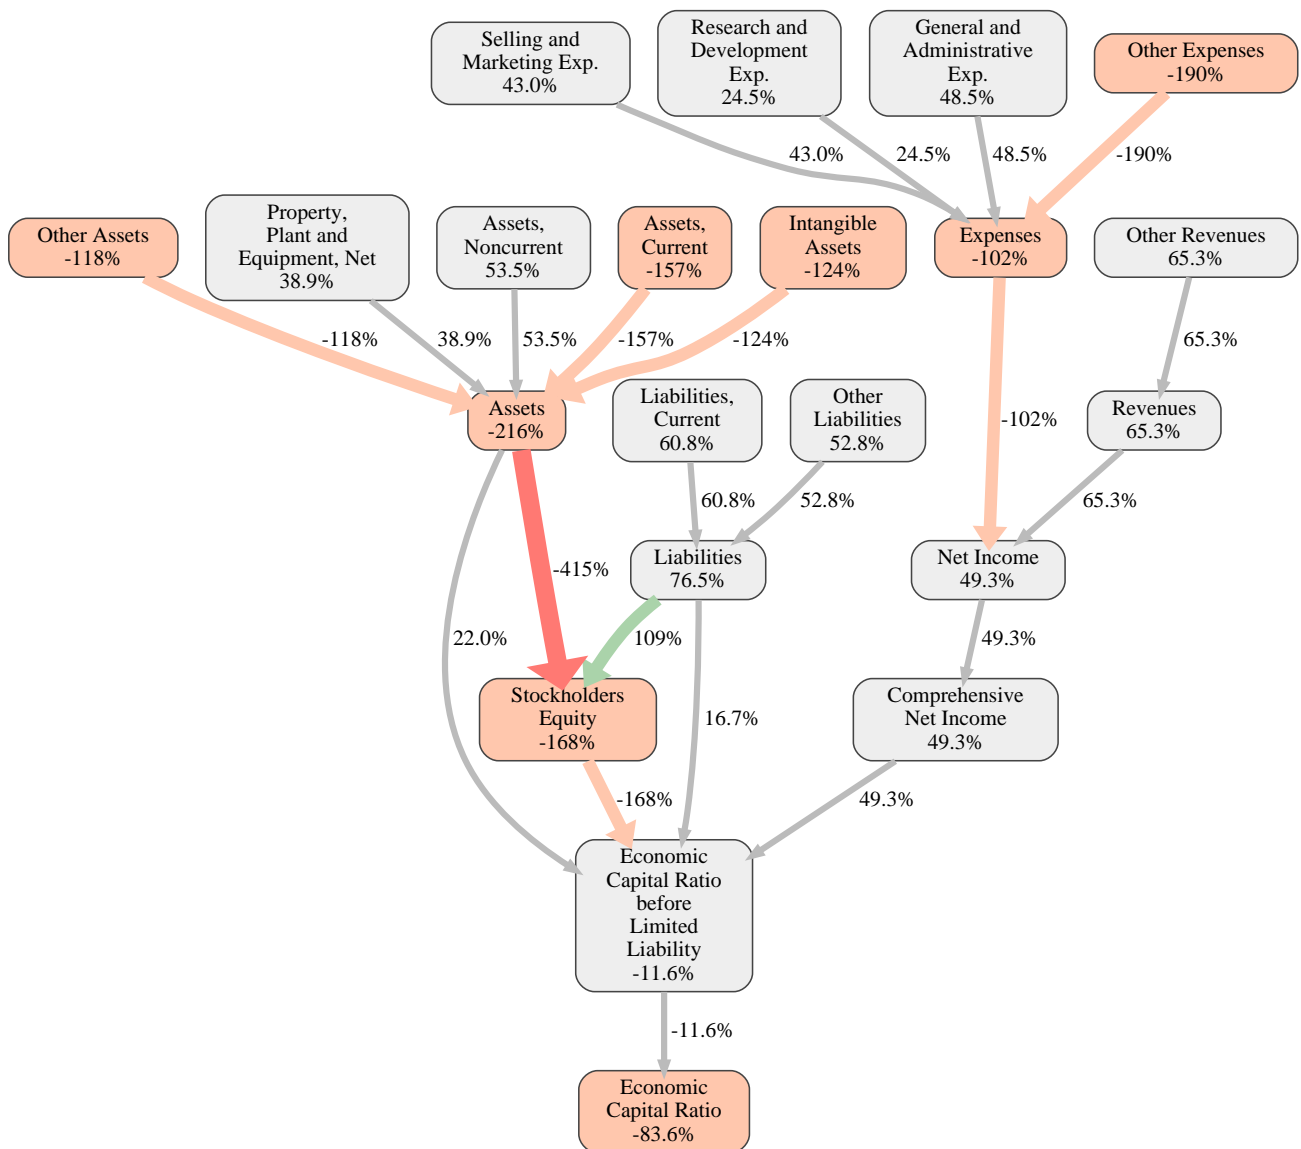 Selling and
Marketing Exp.
43.0%
Research and
Development
Exp.
24.5%
General and
Administrative
Exp.
48.5%
Other Expenses
-190%
43.0%
24.5%
48.5%
-190%
Other Assets
-118%
Property,
Plant and
Equipment, Net
38.9%
Assets,
Noncurrent
53.5%
Assets,
Current
-157%
Intangible
Assets
-124%
Expenses
-102%
Other Revenues
65.3%
-118%
38.9%
53.5%
-157%
-124%
65.3%
Assets
-216%
Liabilities,
Current
60.8%
Other
Liabilities
52.8%
-102%
Revenues
65.3%
60.8%
52.8%
65.3%
-415%
Liabilities
76.5%
Net Income
49.3%
22.0%
109%
49.3%
Stockholders
Equity
-168%
16.7%
Comprehensive
Net Income
49.3%
-168%
49.3%
Economic
Capital Ratio
before
Limited
Liability
-11.6%
-11.6%
Economic
Capital Ratio
-83.6%